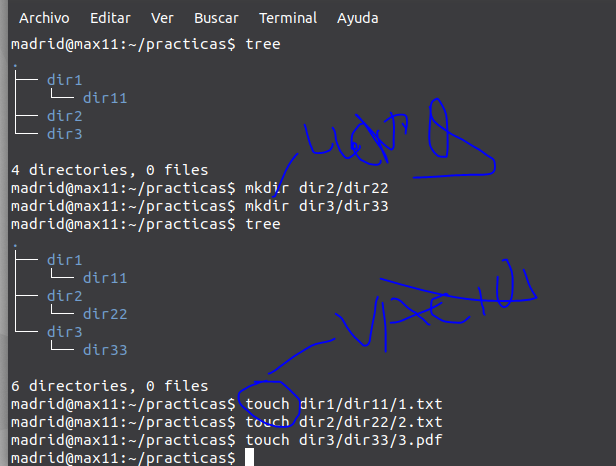 Archivo Editar Ver Buscar Terminal Ayuda
madrid@max11:~/practicas$ tree
.
├── dir1
│   └── dir11
├── dir2
└── dir3
4 directories, 0 files
madrid@max11:~/practicas$ mkdir dir2/dir22
madrid@max11:~/practicas$ mkdir dir3/dir33
madrid@max11:~/practicas$ tree
.
├── dir1
│   └── dir11
├── dir2
│   └── dir22
└── dir3
    └── dir33
6 directories, 0 files
madrid@max11:~/practicas$ touch dir1/dir11/1.txt
madrid@max11:~/practicas$ touch dir2/dir22/2.txt
madrid@max11:~/practicas$ touch dir3/dir33/3.pdf
madrid@max11:~/practicas$